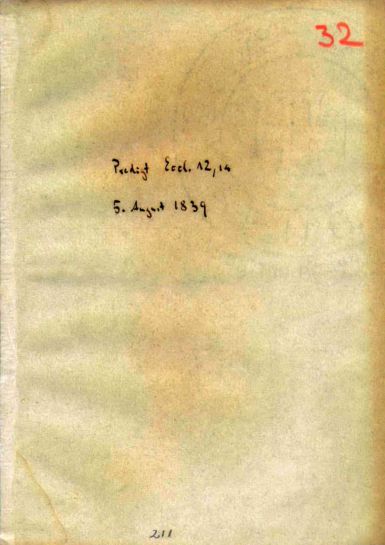 32
Predigt Eccl. 12,14
5. August 1839
211